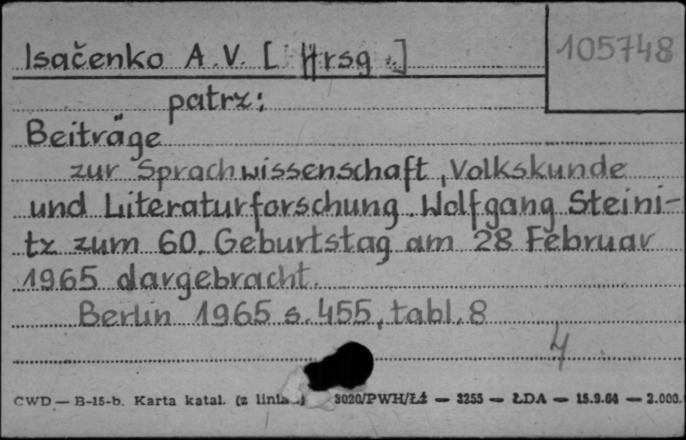 Isačenko A.V. [Hrsg.]
105748
patrz:
Beiträge
zur Sprachwissenschaft, Volkskunde
und Literaturforschung. Wolfgang Steini-
tz zum 60. Geburtstag am 28 Februar
1965 dargebracht.
Berlin 1965 s. 455, tabl. 8
4
CWD — B-15-b. Karta katal. (z linia 3020/PWH/Łź — 3255 — ŁDA — 15.9.64 — 2.000.